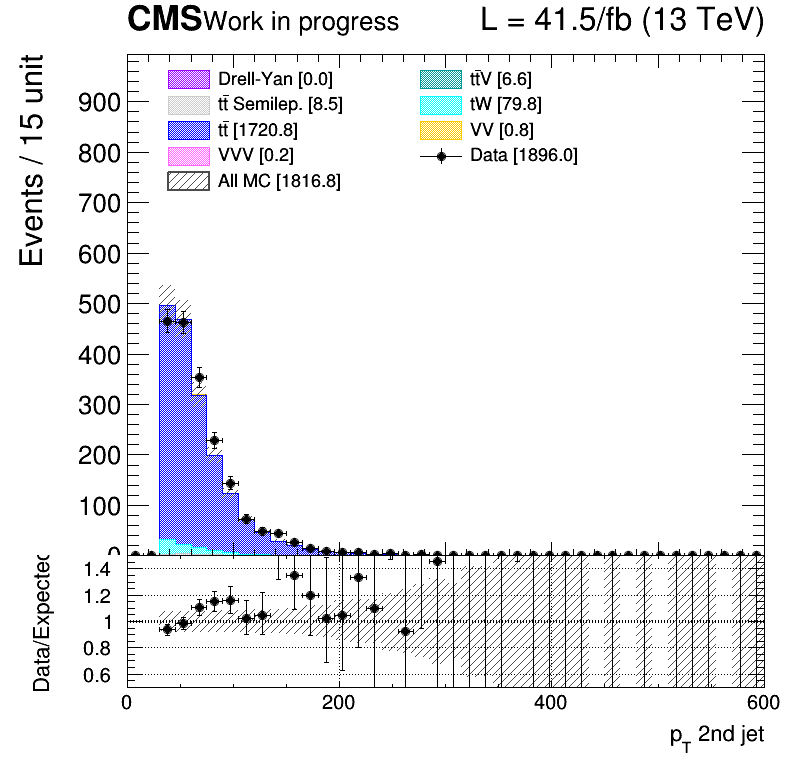 CMS Work in progress L = 41.5/fb (13 TeV)
Events / 15 unit
Drell-Yan [0.0]
tt̄ Semilep. [8.5]
tt̄ [1720.8]
VVV [0.2]
All MC [1816.8]
tt̄V [6.6]
tW [79.8]
VV [0.8]
Data [1896.0]
900
800
700
600
500
400
300
200
100
0
Data/Expected
1.4
1.2
1
0.8
0.6
0 200 400 600
p_T 2nd jet